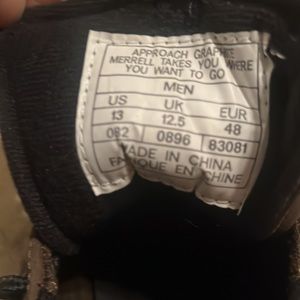 APPROACH GRAPHITE
MERRELL TAKES YOU WHERE
YOU WANT TO GO
MEN
US UK EUR
13 12.5 48
082 0896 83081
MADE IN CHINA
FABRIQUE EN CHINE